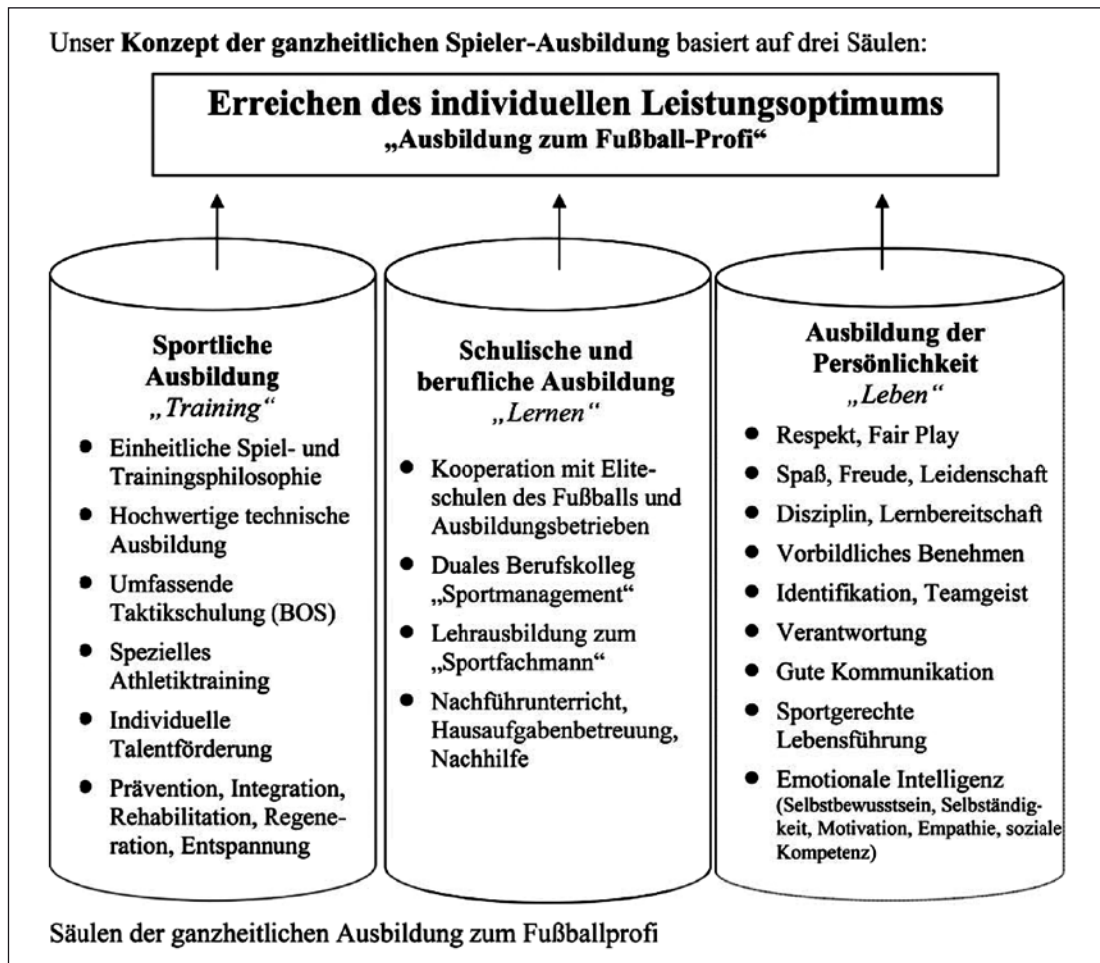 Unser Konzept der ganzheitlichen Spieler-Ausbildung basiert auf drei Säulen:
Erreichen des individuellen Leistungsoptimums
„Ausbildung zum Fußball-Profi“
Sportliche
Ausbildung
„Training“
• Einheitliche Spiel- und
Trainingsphilosophie
• Hochwertige technische
Ausbildung
• Umfassende
Taktikschulung (BOS)
• Spezielles
Athletiktraining
• Individuelle
Talentförderung
• Prävention, Integration,
Rehabilitation, Regene-
ration, Entspannung
Schulische und
berufliche Ausbildung
„Lernen“
• Kooperation mit Elite-
schulen des Fußballs und
Ausbildungsbetrieben
• Duales Berufskolleg
„Sportmanagement“
• Lehrausbildung zum
„Sportfachmann“
• Nachführunterricht,
Hausaufgabenbetreuung,
Nachhilfe
Ausbildung der
Persönlichkeit
„Leben“
• Respekt, Fair Play
• Spaß, Freude, Leidenschaft
• Disziplin, Lernbereitschaft
• Vorbildliches Benehmen
• Identifikation, Teamgeist
• Verantwortung
• Gute Kommunikation
• Sportgerechte
Lebensführung
• Emotionale Intelligenz
(Selbstbewusstsein, Selbständig-
keit, Motivation, Empathie, soziale
Kompetenz)
Säulen der ganzheitlichen Ausbildung zum Fußballprofi